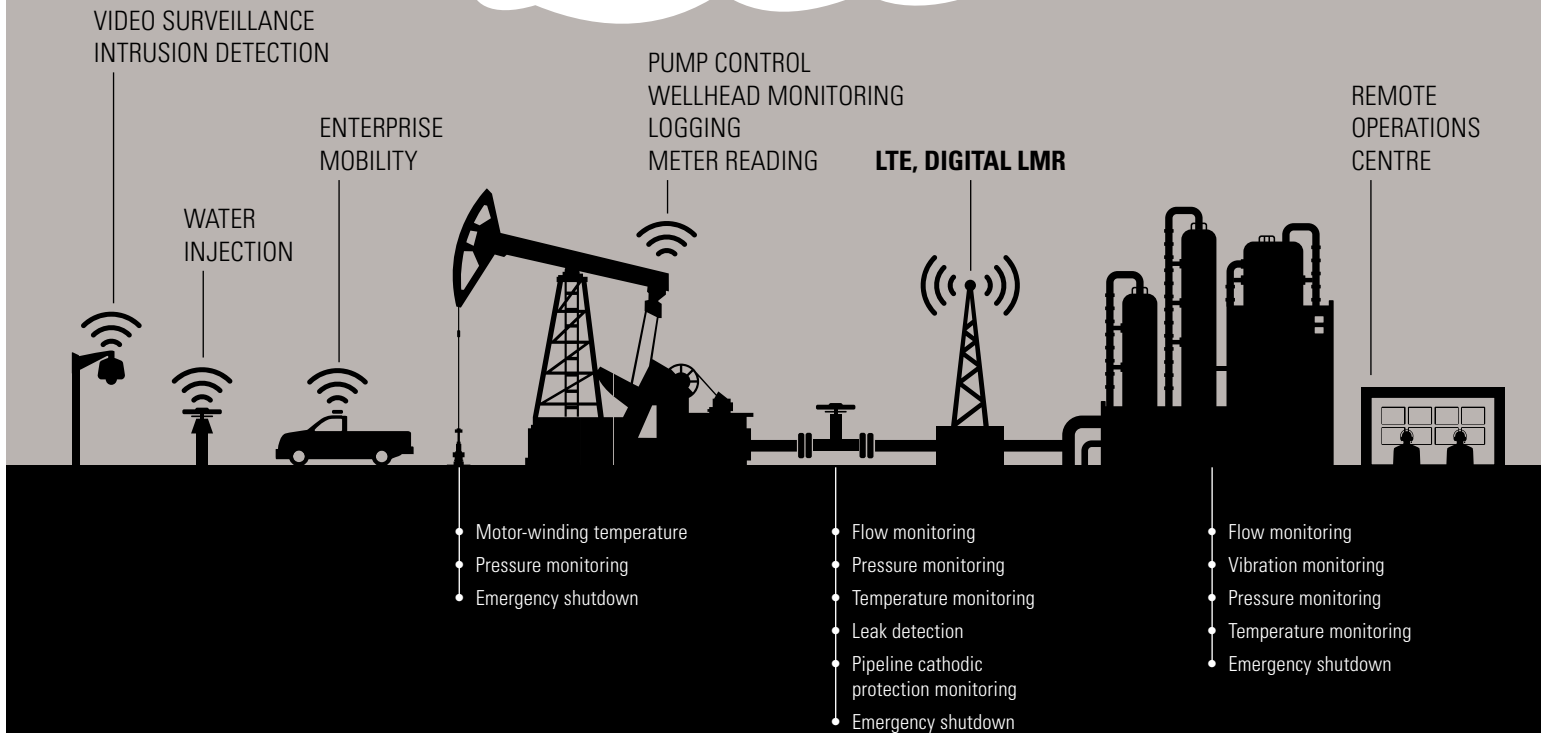 VIDEO SURVEILLANCE
INTRUSION DETECTION
WATER
INJECTION
ENTERPRISE
MOBILITY
PUMP CONTROL
WELLHEAD MONITORING
LOGGING
METER READING
LTE, DIGITAL LMR
REMOTE
OPERATIONS
CENTRE
Motor-winding temperature
Pressure monitoring
Emergency shutdown
Flow monitoring
Pressure monitoring
Temperature monitoring
Leak detection
Pipeline cathodic
protection monitoring
Emergency shutdown
Flow monitoring
Vibration monitoring
Pressure monitoring
Temperature monitoring
Emergency shutdown